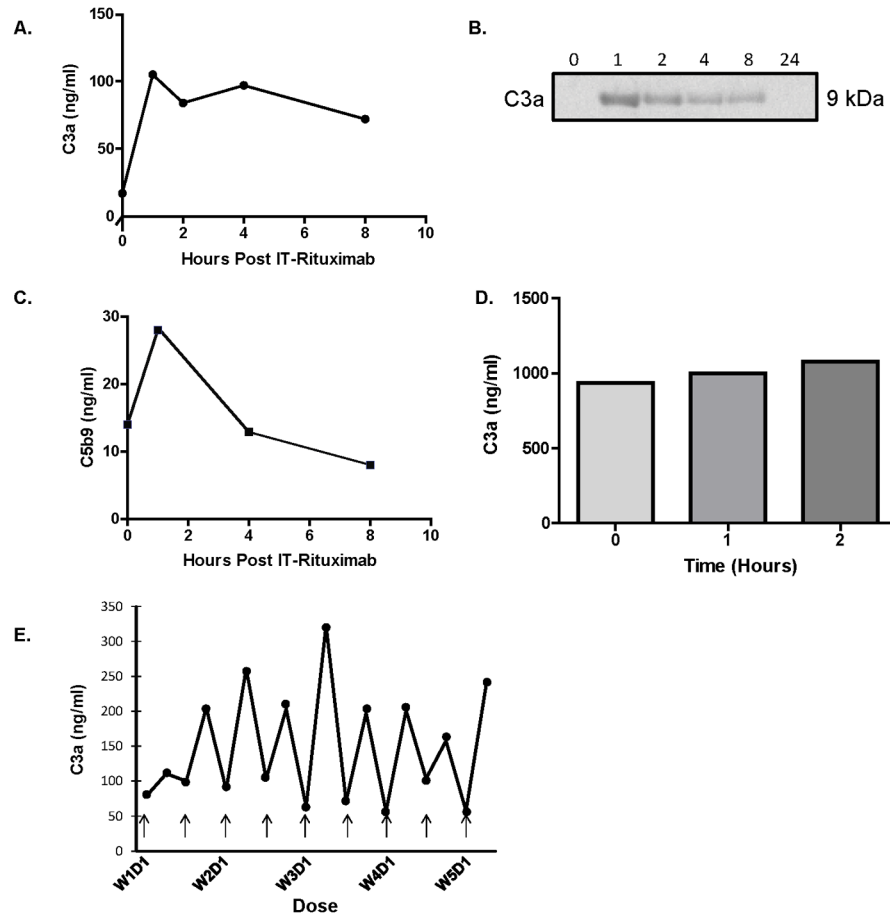 A.
150
100
50
0
C3a (ng/ml)
0 2 4 6 8 10
Hours Post IT-Rituximab
B.
0 1 2 4 8 24
C3a 9 kDa
C.
30
20
10
0
C5b9 (ng/ml)
0 2 4 6 8 10
Hours Post IT-Rituximab
D.
1500
1000
500
0
C3a (ng/ml)
0 1 2
Time (Hours)
E.
350
300
250
200
150
100
50
0
C3a (ng/ml)
W1D1 W2D1 W3D1 W4D1 W5D1
Dose